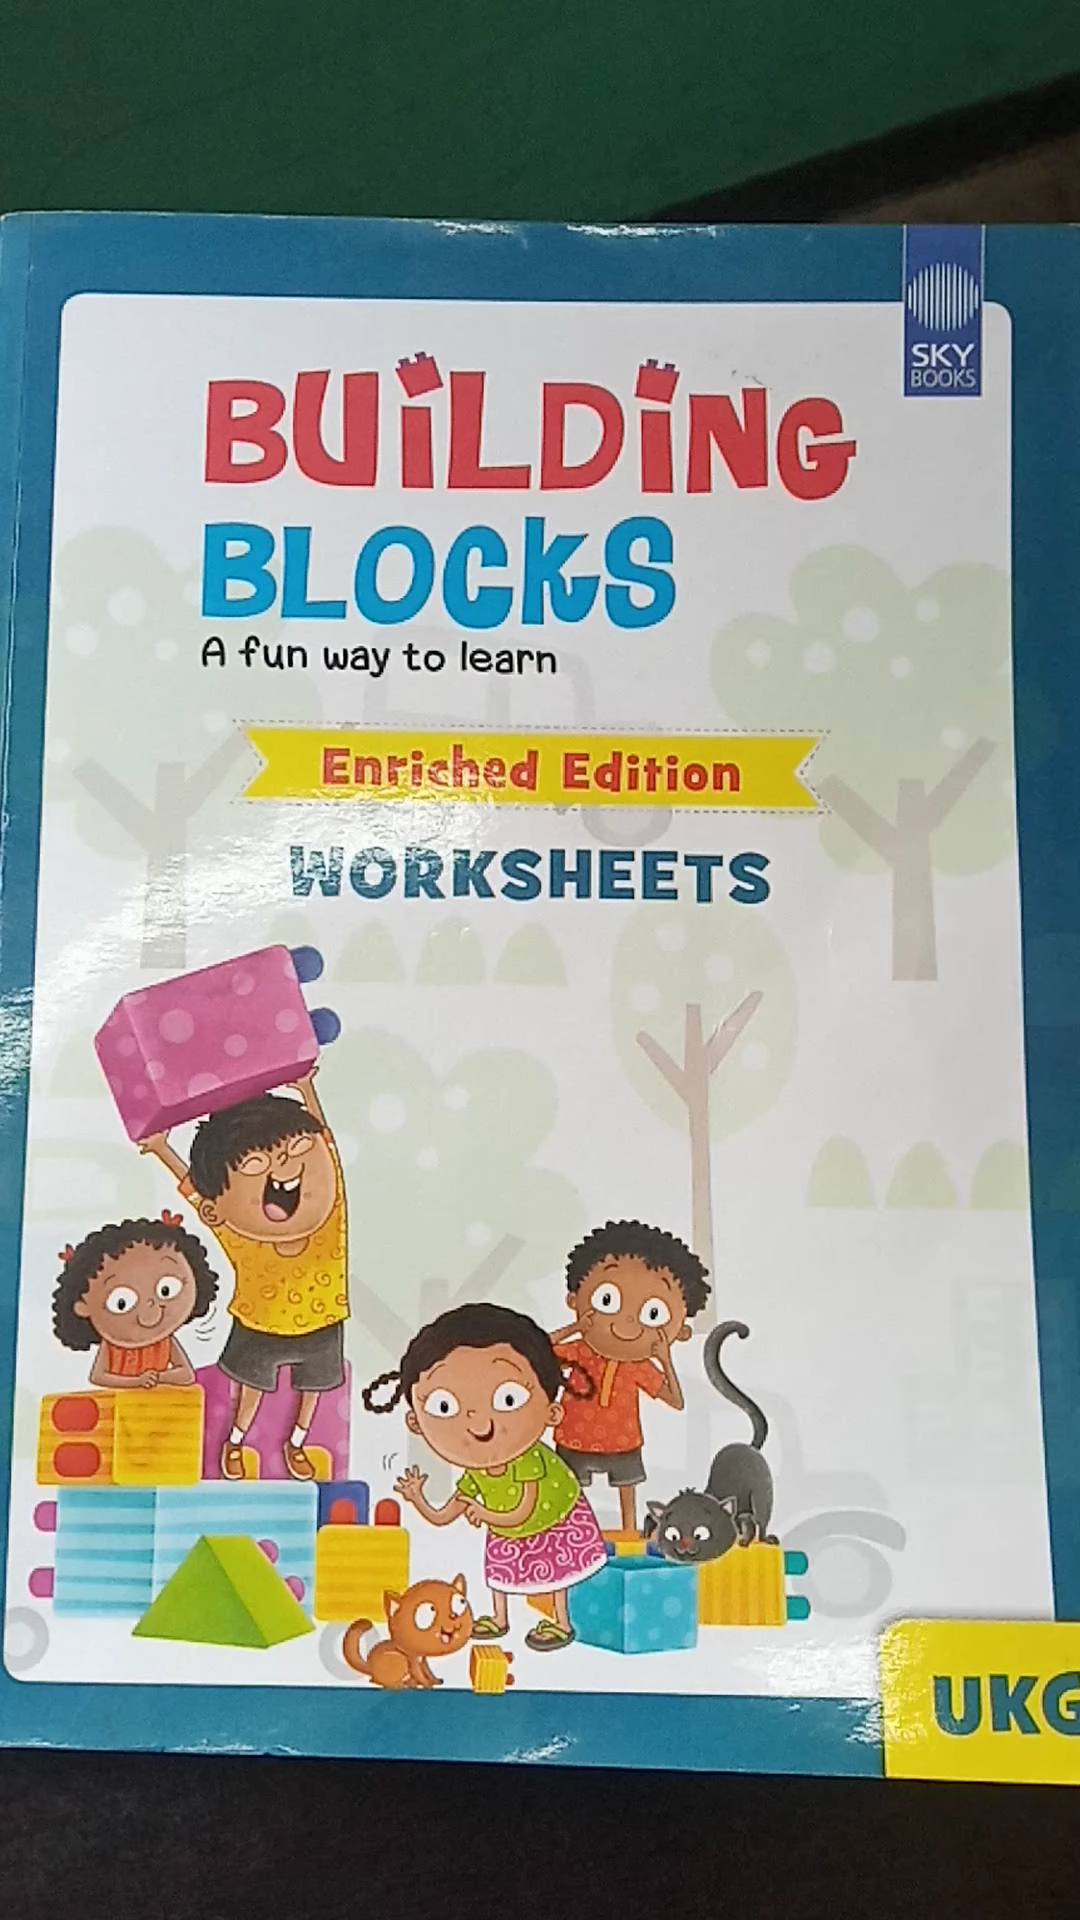 SKY
BOOKS
BUiLDiNG
BLOCKS
A fun way to learn
Enriched Edition
WORKSHEETS
UKG